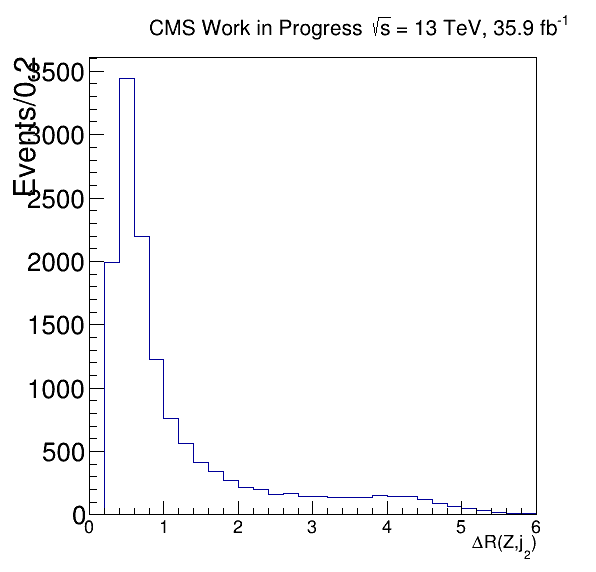 CMS Work in Progress √s = 13 TeV, 35.9 fb⁻¹
Events/0.2
3500
3000
2500
2000
1500
1000
500
0
0 1 2 3 4 5 6
ΔR(Z,j₂)